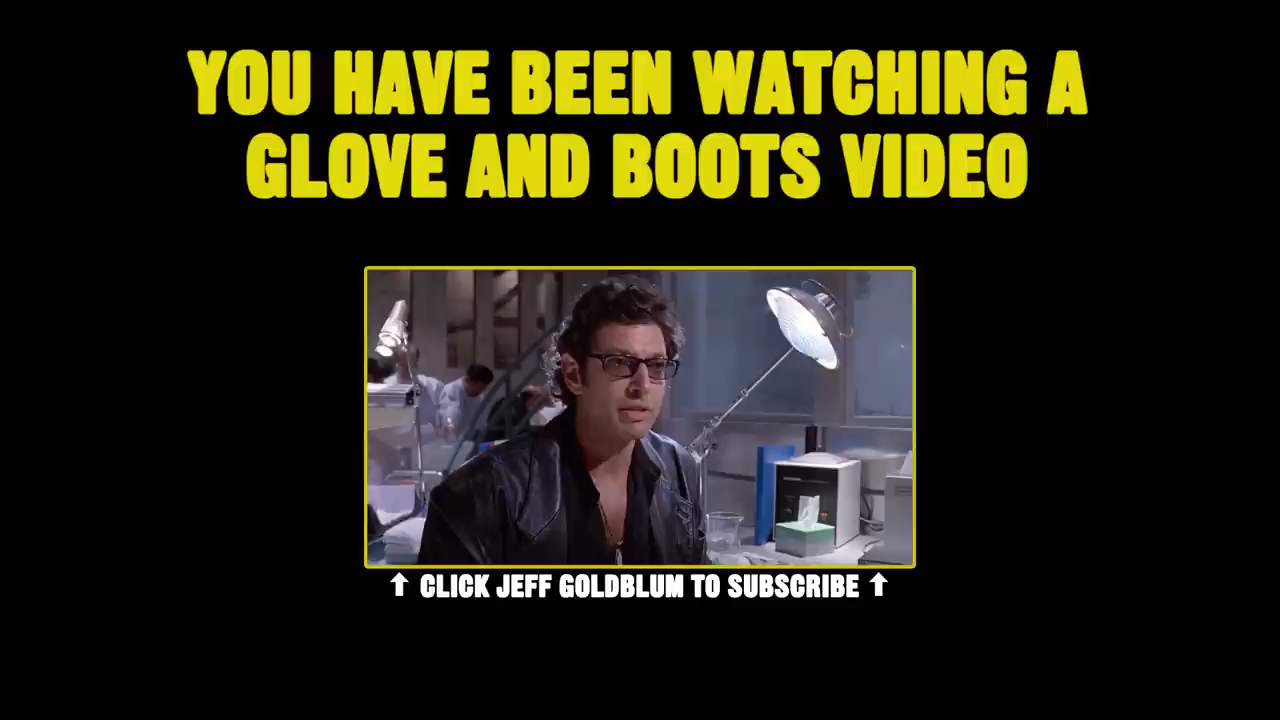 YOU HAVE BEEN WATCHING A
GLOVE AND BOOTS VIDEO
↑ CLICK JEFF GOLDBLUM TO SUBSCRIBE ↑